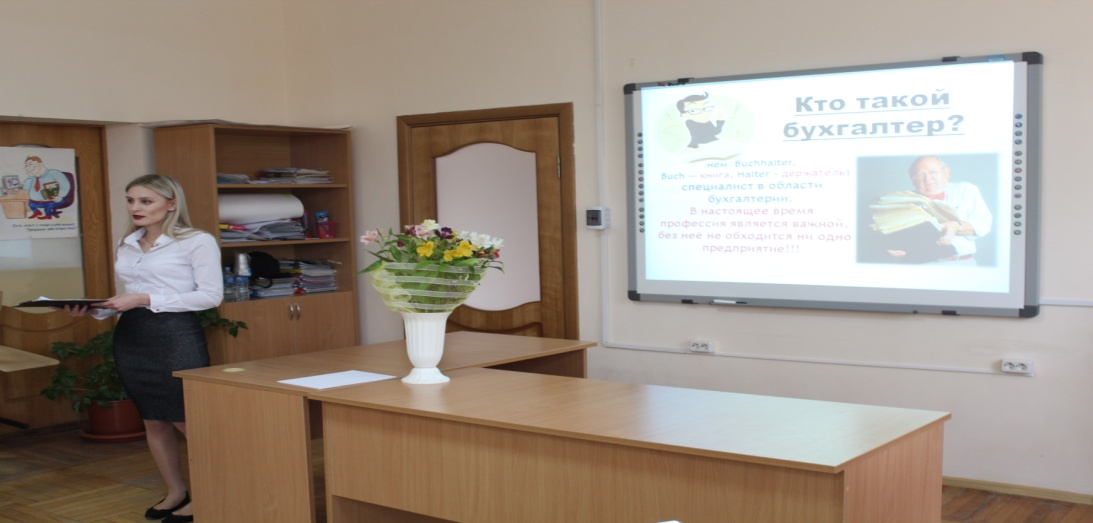 Кто такой
бухгалтер?
нем. Buchhalter,
Buch — книга, Halter - держатель
специалист в области
бухгалтерии.
В настоящее время
профессия является важной,
без неё не обходится ни одно
предприятие!!!